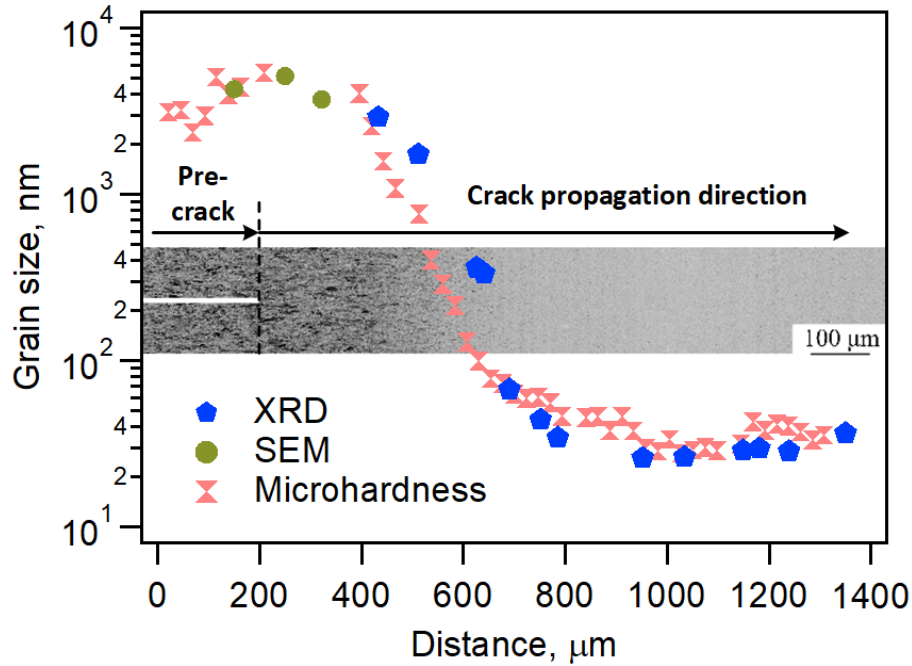 10⁴
4
2
10³
4
2
10²
4
2
10¹
Grain size, nm
Pre-
crack
Crack propagation direction
100 μm
XRD
SEM
Microhardness
0 200 400 600 800 1000 1200 1400
Distance, μm